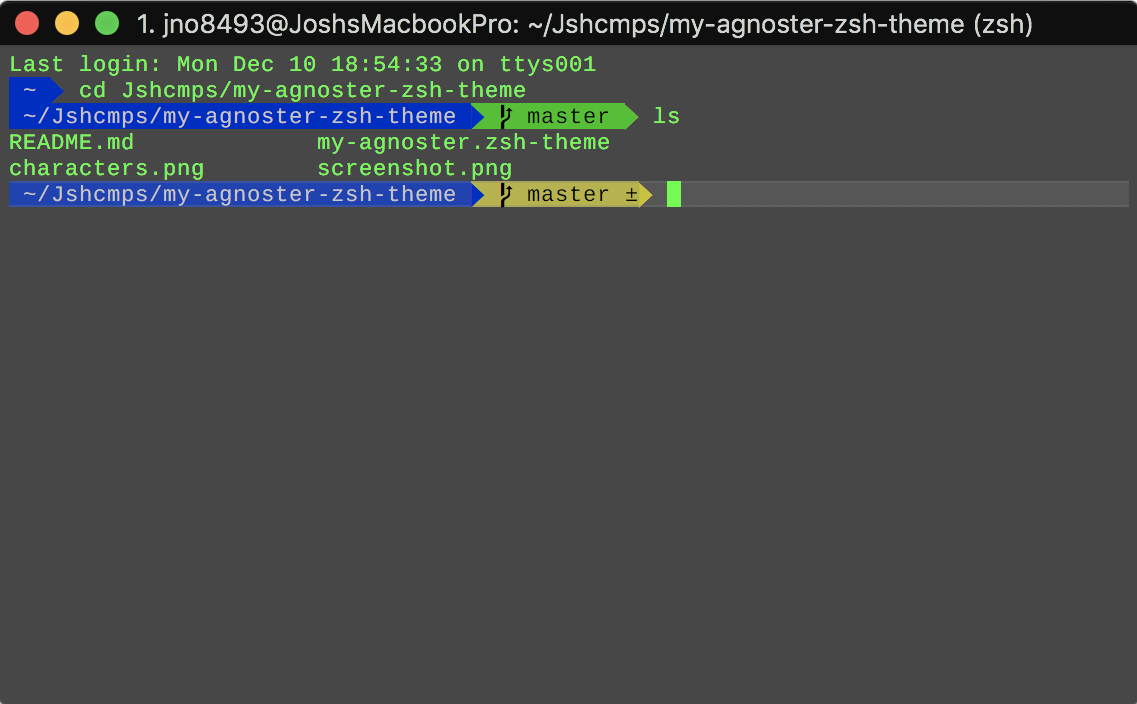 1. jno8493@JoshsMacbookPro: ~/Jshcmps/my-agnoster-zsh-theme (zsh)
Last login: Mon Dec 10 18:54:33 on ttys001
~ cd Jshcmps/my-agnoster-zsh-theme
~/Jshcmps/my-agnoster-zsh-theme master ls
README.md my-agnoster.zsh-theme
characters.png screenshot.png
~/Jshcmps/my-agnoster-zsh-theme master ±